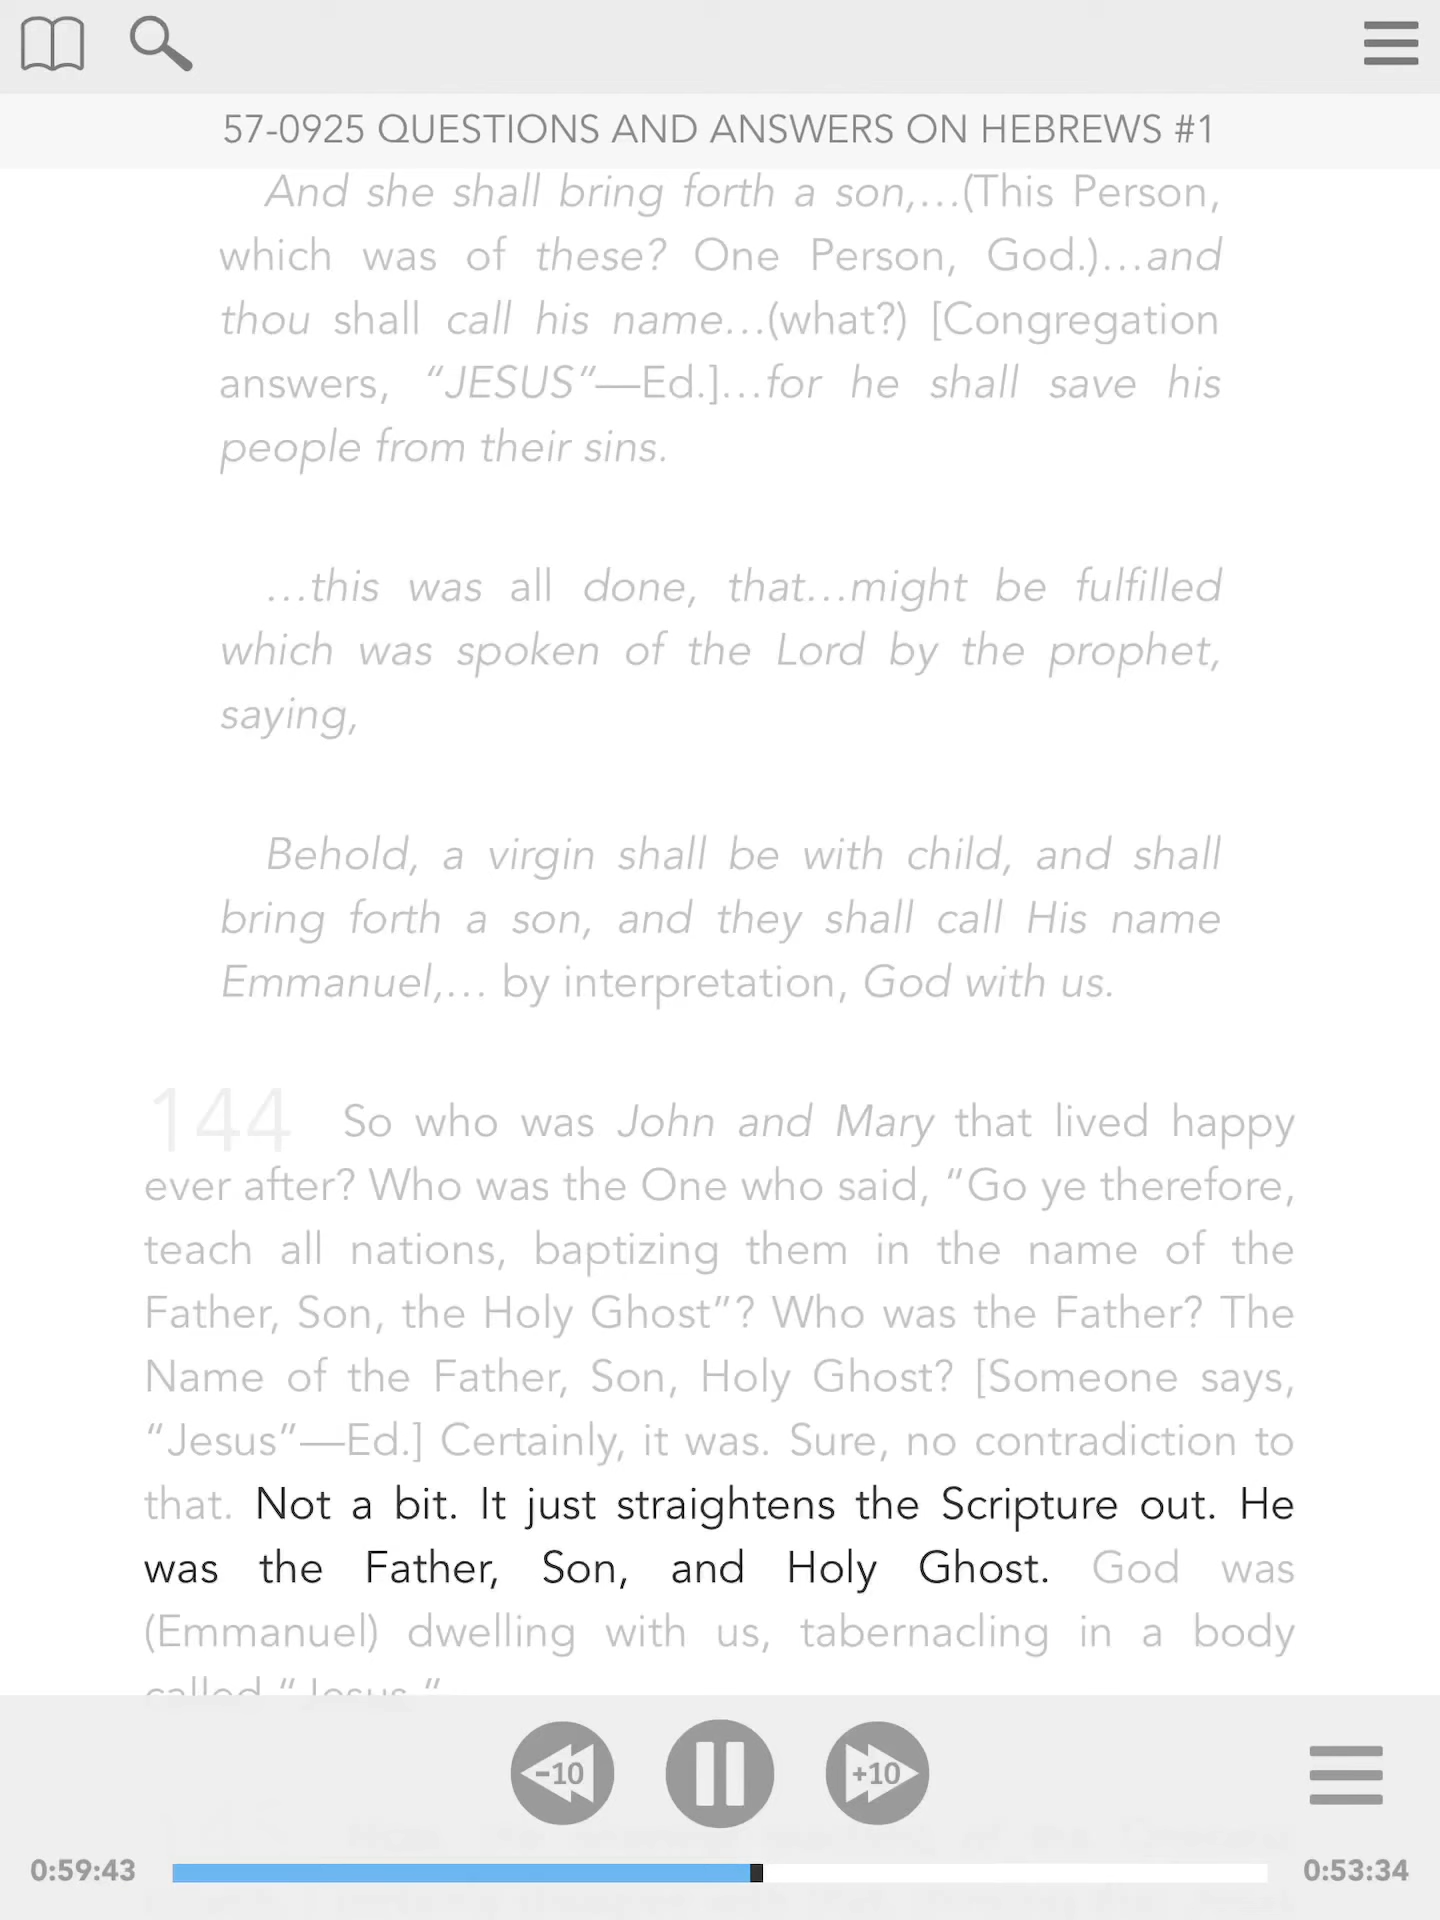 57-0925 QUESTIONS AND ANSWERS ON HEBREWS #1
And she shall bring forth a son,…(This Person,
which was of these? One Person, God.)…and
thou shall call his name…(what?) [Congregation
answers, “JESUS”—Ed.]…for he shall save his
people from their sins.
…this was all done, that…might be fulfilled
which was spoken of the Lord by the prophet,
saying,
Behold, a virgin shall be with child, and shall
bring forth a son, and they shall call His name
Emmanuel,… by interpretation, God with us.
144 So who was John and Mary that lived happy
ever after? Who was the One who said, “Go ye therefore,
teach all nations, baptizing them in the name of the
Father, Son, the Holy Ghost”? Who was the Father? The
Name of the Father, Son, Holy Ghost? [Someone says,
“Jesus”—Ed.] Certainly, it was. Sure, no contradiction to
that. Not a bit. It just straightens the Scripture out. He
was the Father, Son, and Holy Ghost. God was
(Emmanuel) dwelling with us, tabernacling in a body
called “Jesus.”
-10 +10
0:59:43 0:53:34